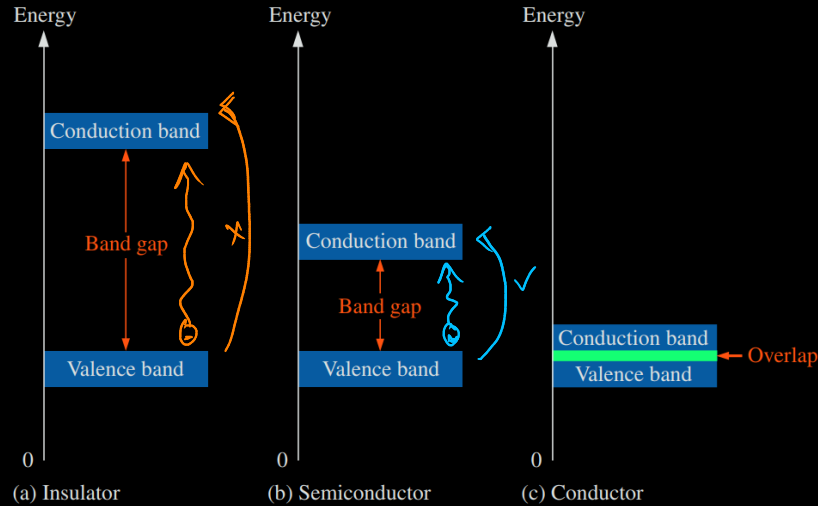 Energy
Conduction band
Band gap
Valence band
0
(a) Insulator
Energy
Conduction band
Band gap
Valence band
0
(b) Semiconductor
Energy
Conduction band
Overlap
Valence band
0
(c) Conductor